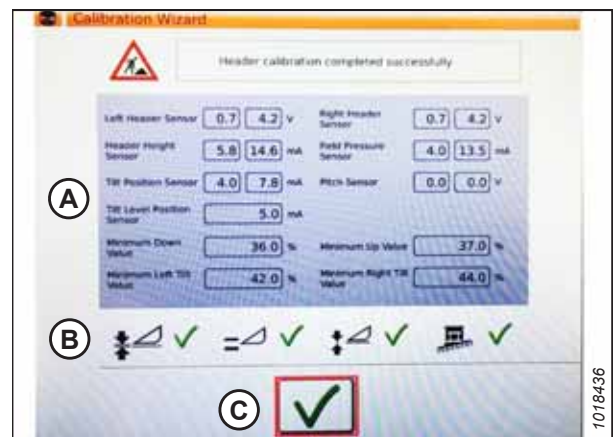 Calibration Wizard
Header calibration completed successfully
Left Header Sensor 0.7 4.2 V Right Header Sensor 0.7 4.2 V
Header Height Sensor 5.8 14.6 mA Field Pressure Sensor 4.0 13.5 mA
Tilt Position Sensor 4.0 7.8 mA Pitch Sensor 0.0 0.0 V
A
Tilt Level Position Sensor 5.0 mA
Minimum Down Value 36.0 % Minimum Up Value 37.0 %
Minimum Left Tilt Value 42.0 % Minimum Right Tilt Value 44.0 %
B
C
1018436